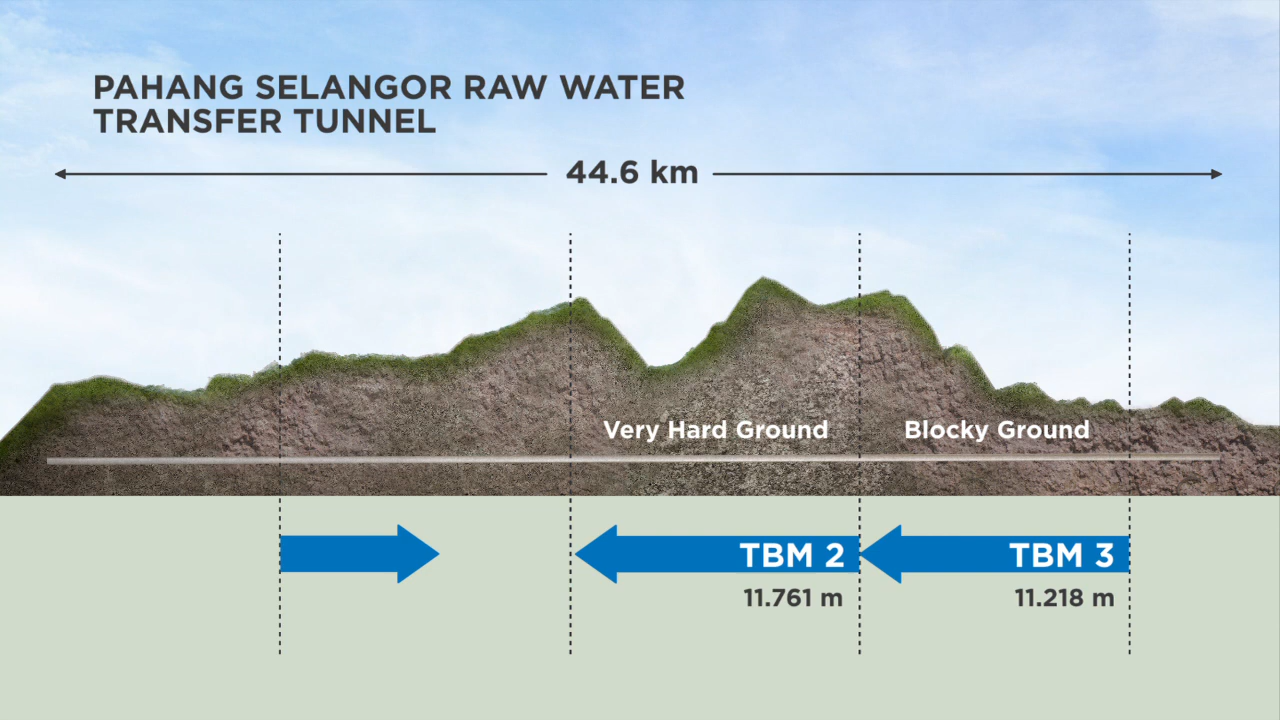 PAHANG SELANGOR RAW WATER
TRANSFER TUNNEL
44.6 km
Very Hard Ground
Blocky Ground
TBM 2
TBM 3
11.761 m
11.218 m